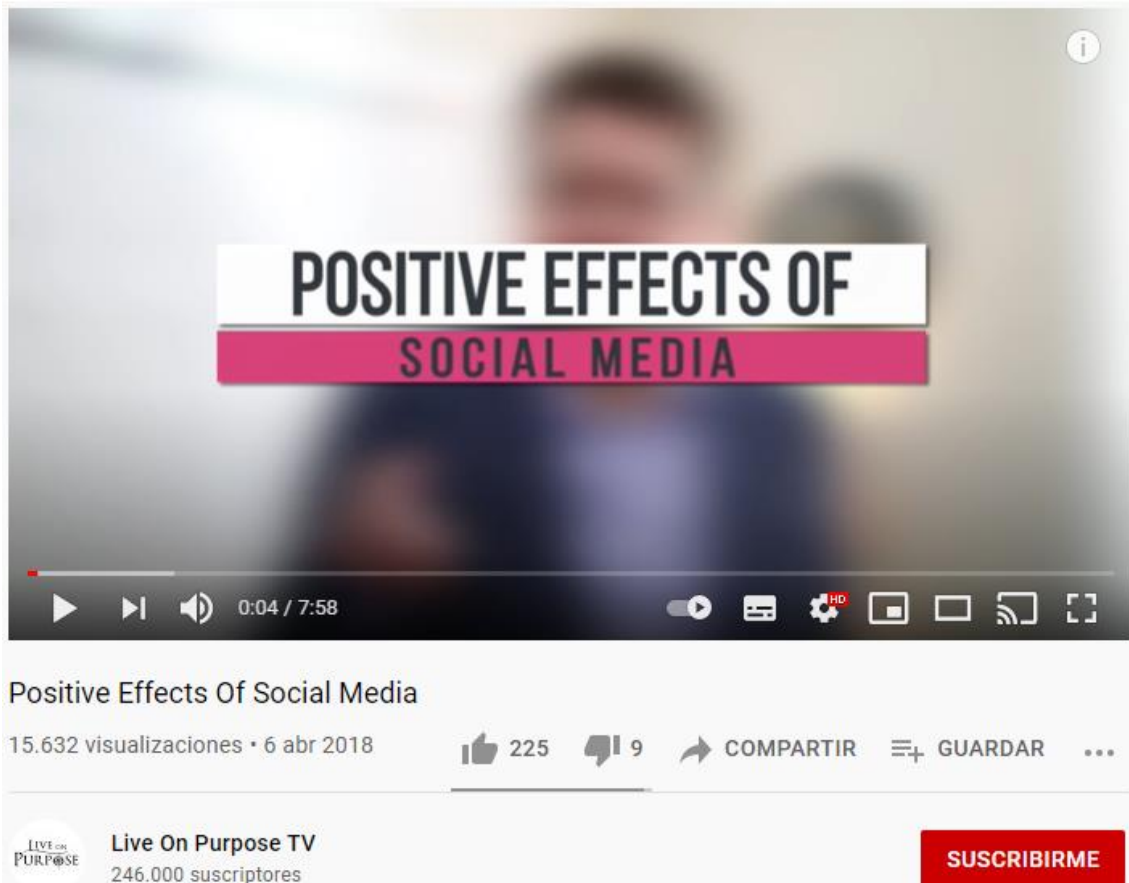 POSITIVE EFFECTS OF
SOCIAL MEDIA
0:04 / 7:58
HD
Positive Effects Of Social Media
15.632 visualizaciones • 6 abr 2018
225
9
COMPARTIR
GUARDAR
LIVE ON
PURPOSE
Live On Purpose TV
246.000 suscriptores
SUSCRIBIRME